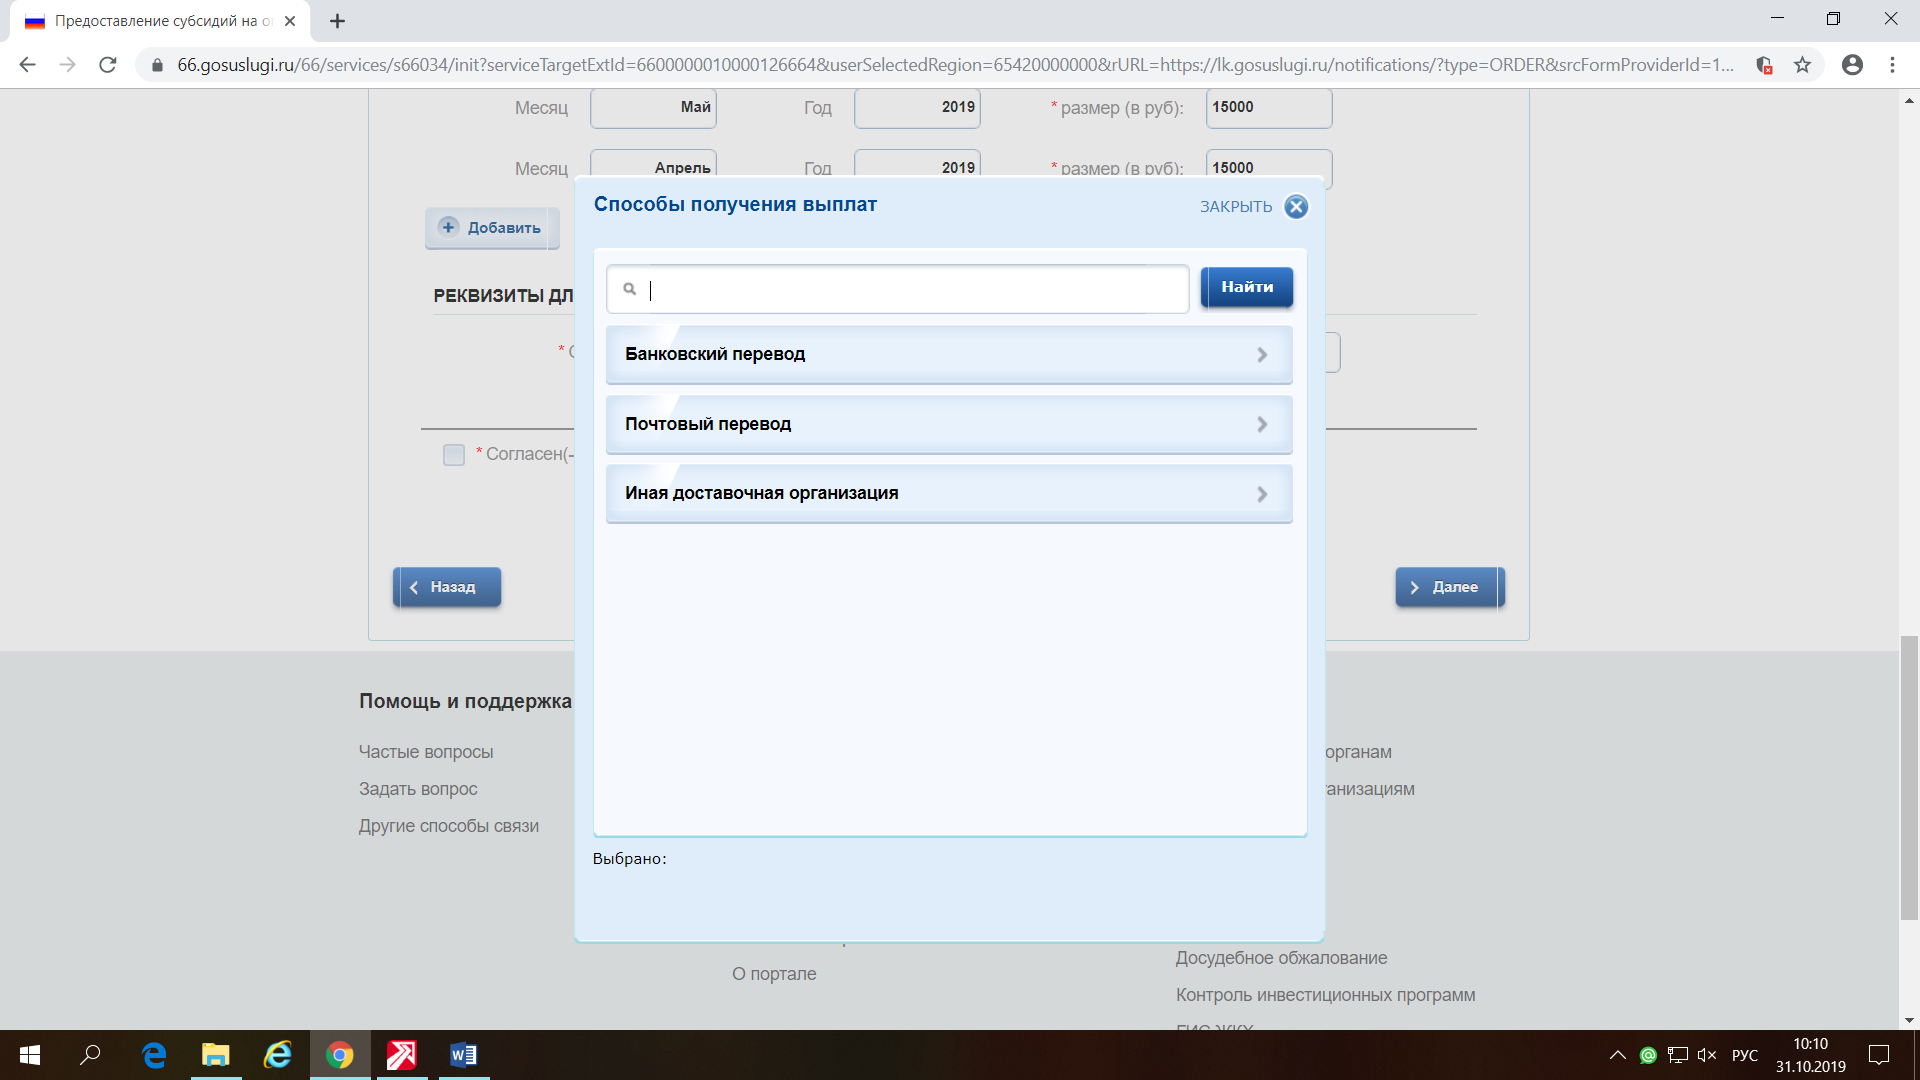 Предоставление субсидий на о
66.gosuslugi.ru/66/services/s66034/init?serviceTargetExtId=6600000010000126664&userSelectedRegion=65420000000&rURL=https://lk.gosuslugi.ru/notifications/?type=ORDER&srcFormProviderId=1...
Месяц Май Год 2019 * размер (в руб): 15000
Месяц Апрель Год 2019 * размер (в руб): 15000
Способы получения выплат ЗАКРЫТЬ
Добавить
Найти
РЕКВИЗИТЫ ДЛ
Банковский перевод
Почтовый перевод
* Согласен(-
Иная доставочная организация
Назад Далее
Помощь и поддержка
Частые вопросы органам
Задать вопрос
Другие способы связи
Выбрано:
Досудебное обжалование
О портале
Контроль инвестиционных программ
ГИС ЖКХ
РУС
10:10
31.10.2019